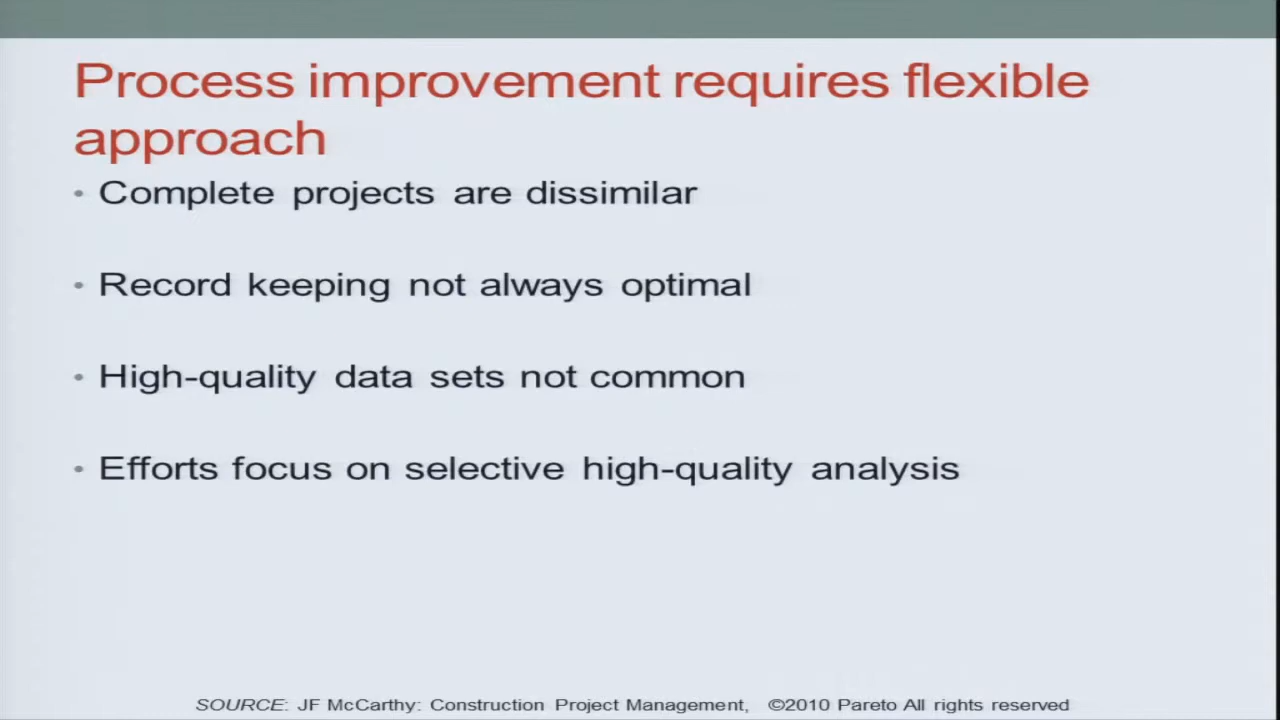 Process improvement requires flexible
approach
• Complete projects are dissimilar
• Record keeping not always optimal
• High-quality data sets not common
• Efforts focus on selective high-quality analysis
SOURCE: JF McCarthy: Construction Project Management, ©2010 Pareto All rights reserved